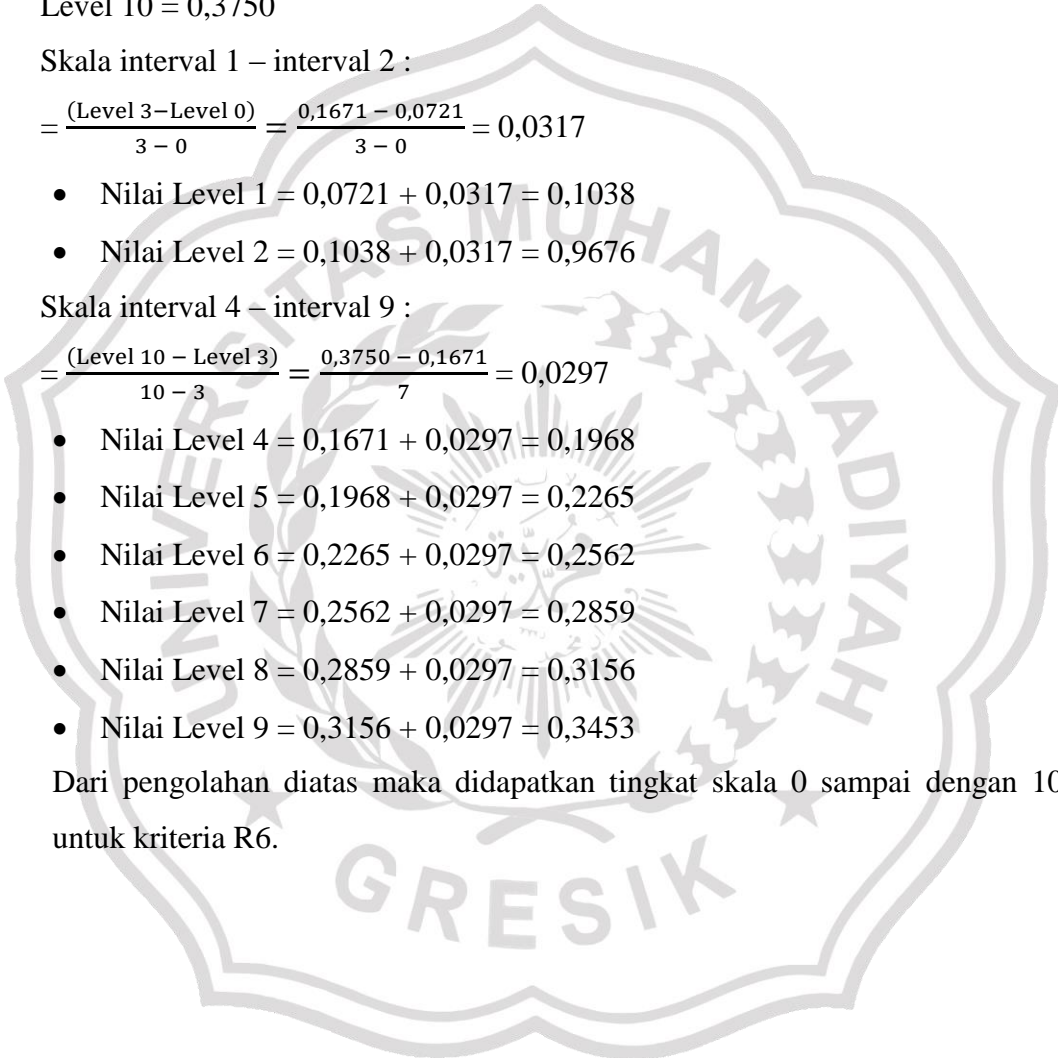 Level 10 = 0,3750
Skala interval 1 – interval 2 :
= (Level 3−Level 0) / 3 − 0 = 0,1671 − 0,0721 / 3 − 0 = 0,0317
• Nilai Level 1 = 0,0721 + 0,0317 = 0,1038
• Nilai Level 2 = 0,1038 + 0,0317 = 0,9676
Skala interval 4 – interval 9 :
= (Level 10 − Level 3) / 10 − 3 = 0,3750 − 0,1671 / 7 = 0,0297
• Nilai Level 4 = 0,1671 + 0,0297 = 0,1968
• Nilai Level 5 = 0,1968 + 0,0297 = 0,2265
• Nilai Level 6 = 0,2265 + 0,0297 = 0,2562
• Nilai Level 7 = 0,2562 + 0,0297 = 0,2859
• Nilai Level 8 = 0,2859 + 0,0297 = 0,3156
• Nilai Level 9 = 0,3156 + 0,0297 = 0,3453
Dari pengolahan diatas maka didapatkan tingkat skala 0 sampai dengan 10
untuk kriteria R6.
UNIVERSITAS MUHAMMADIYAH
GRESIK